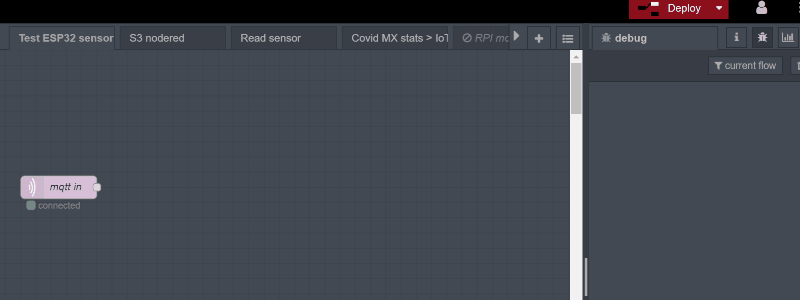 Deploy
Test ESP32 sensor
S3 nodered
Read sensor
Covid MX stats > IoT
RPI mo
debug
current flow
mqtt in
connected